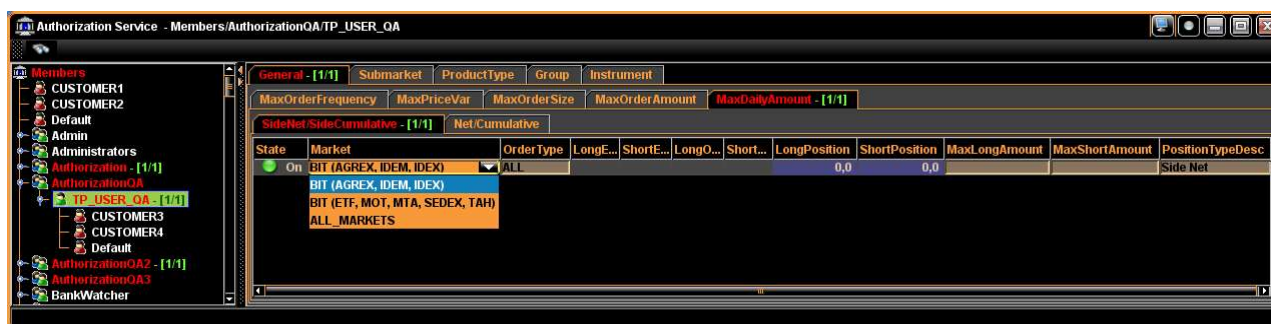 Authorization Service - Members/AuthorizationQA/TP_USER_QA
Members
CUSTOMER1
CUSTOMER2
Default
Admin
Administrators
Authorization - [1/1]
AuthorizationQA
TP_USER_QA - [1/1]
CUSTOMER3
CUSTOMER4
Default
AuthorizationQA2 - [1/1]
AuthorizationQA3
BankWatcher
General - [1/1] Submarket ProductType Group Instrument
MaxOrderFrequency MaxPriceVar MaxOrderSize MaxOrderAmount MaxDailyAmount - [1/1]
SideNet/SideCumulative - [1/1] Net/Cumulative
State Market OrderType LongE... ShortE... LongO... Short... LongPosition ShortPosition MaxLongAmount MaxShortAmount PositionTypeDesc
On BIT (AGREX, IDEM, IDEX) ALL 0,0 0,0 Side Net
BIT (AGREX, IDEM, IDEX)
BIT (ETF, MOT, MTA, SEDEX, TAH)
ALL_MARKETS